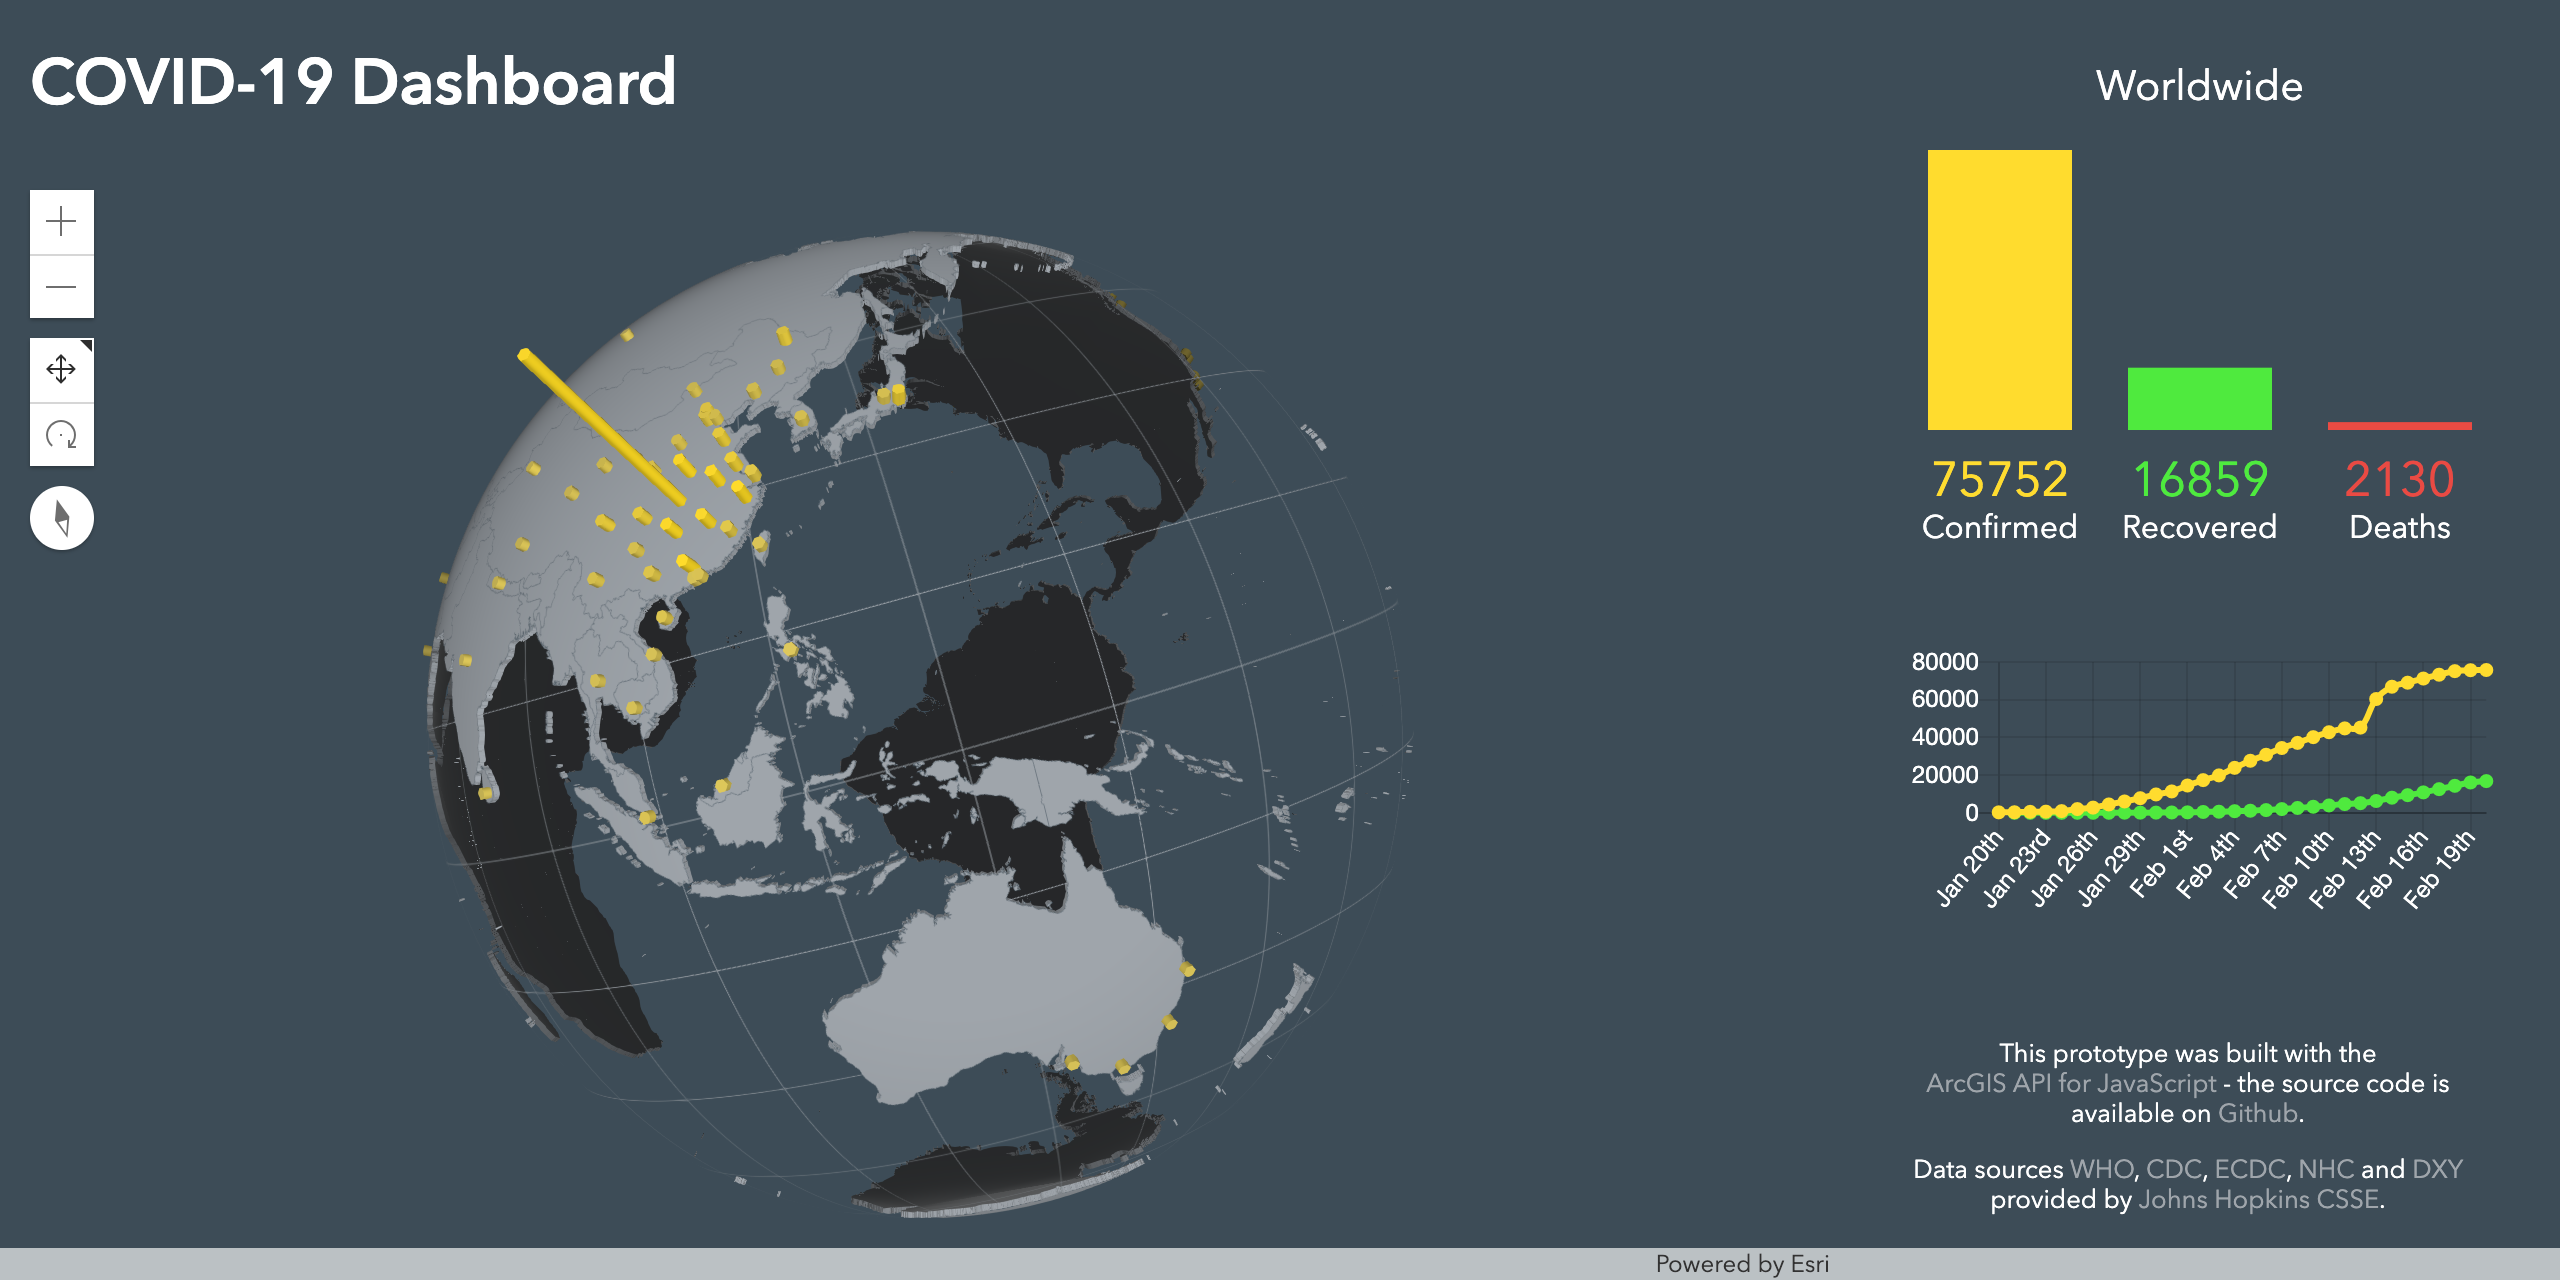 COVID-19 Dashboard
Worldwide
75752 16859 2130
Confirmed Recovered Deaths
80000
60000
40000
20000
0
Jan 20th Jan 23rd Jan 26th Jan 29th Feb 1st Feb 4th Feb 7th Feb 10th Feb 13th Feb 16th Feb 19th
This prototype was built with the
ArcGIS API for JavaScript - the source code is
available on Github.
Data sources WHO, CDC, ECDC, NHC and DXY
provided by Johns Hopkins CSSE.
Powered by Esri